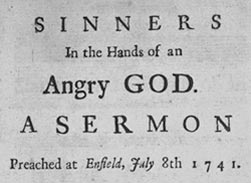 SINNERS
In the Hands of an
Angry GOD.
A SERMON
Preached at Enfield, July 8th 1741.